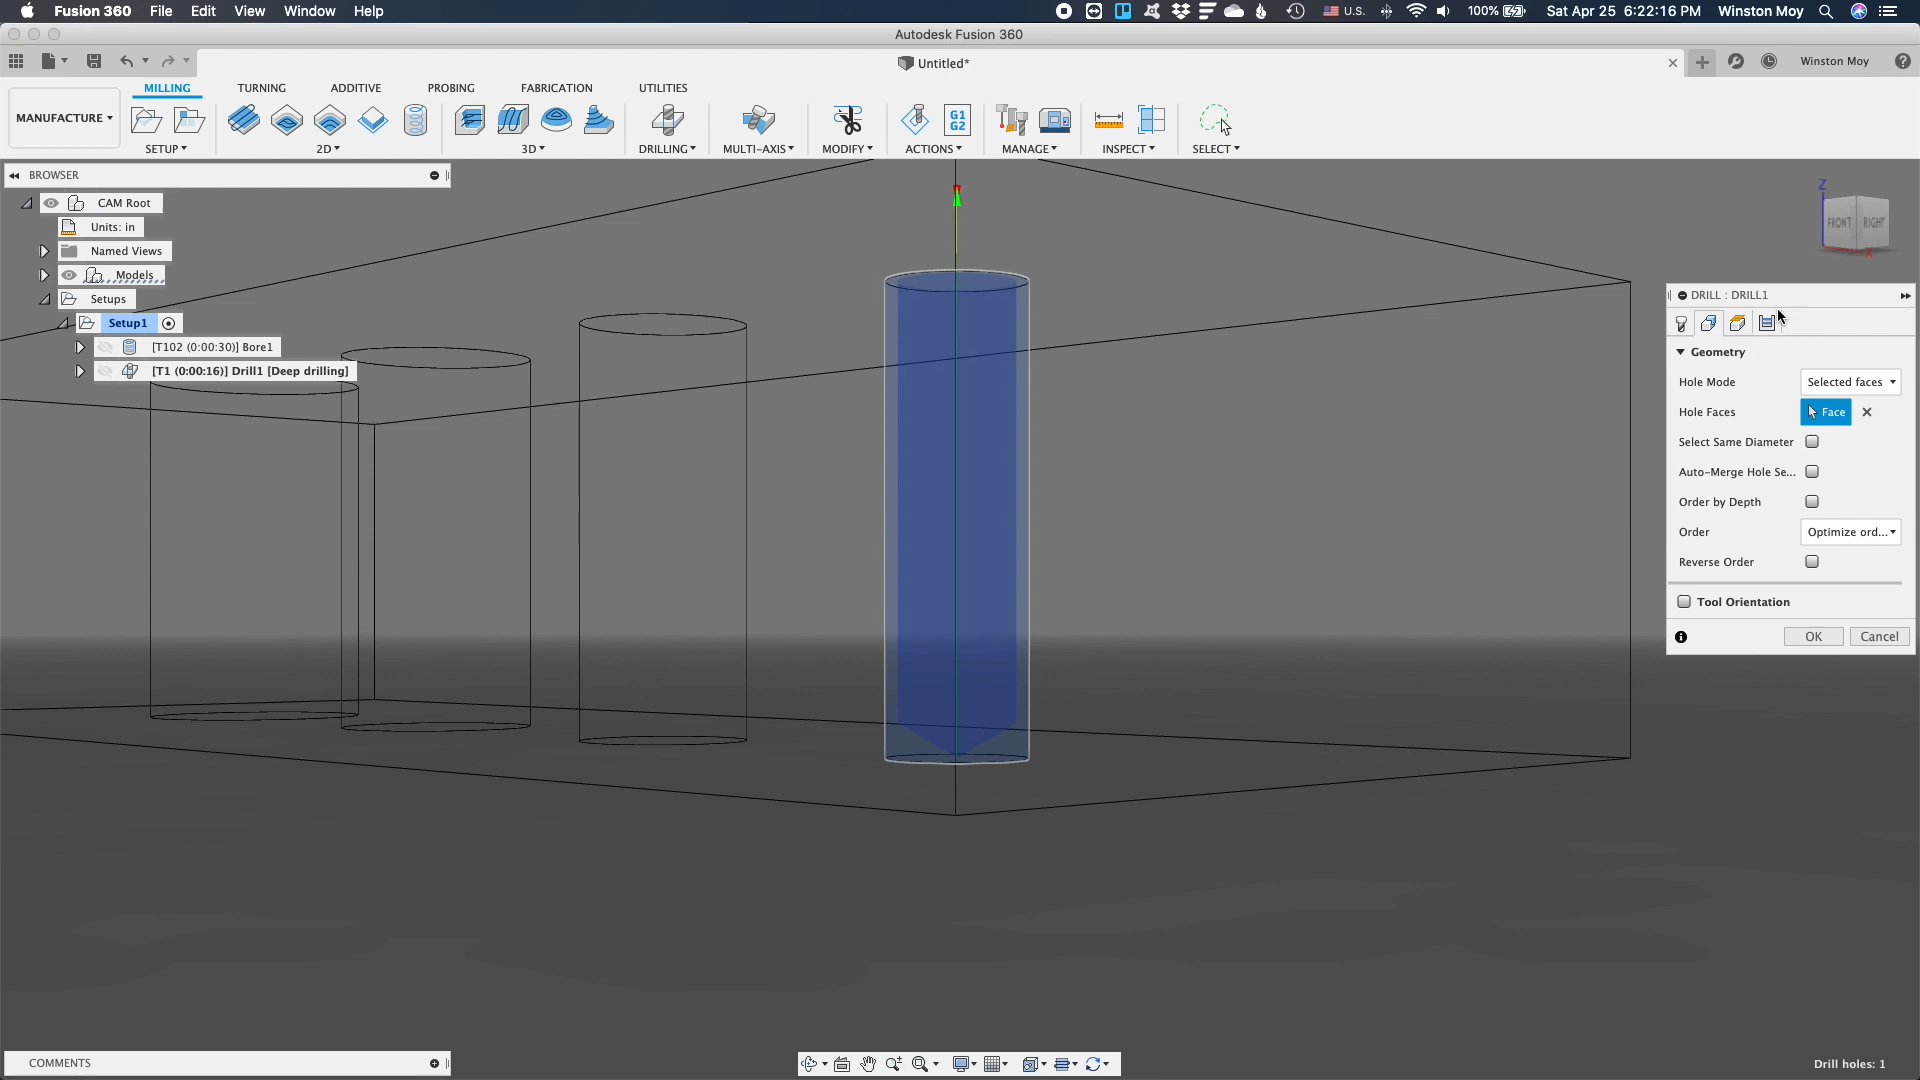 Fusion 360 File Edit View Window Help U.S. 100% Sat Apr 25 6:22:16 PM Winston Moy
Autodesk Fusion 360
Untitled* Winston Moy
MILLING TURNING ADDITIVE PROBING FABRICATION UTILITIES
MANUFACTURE
G1
G2
SETUP 2D 3D DRILLING MULTI-AXIS MODIFY ACTIONS MANAGE INSPECT SELECT
BROWSER
CAM Root
Units: in
Named Views
Models
Setups
Setup1
[T102 (0:00:30)] Bore1
[T1 (0:00:16)] Drill1 [Deep drilling]
Z
FRONT RIGHT
X
DRILL : DRILL1
Geometry
Hole Mode Selected faces
Hole Faces Face
Select Same Diameter
Auto-Merge Hole Se...
Order by Depth
Order Optimize ord...
Reverse Order
Tool Orientation
OK Cancel
COMMENTS
Drill holes: 1